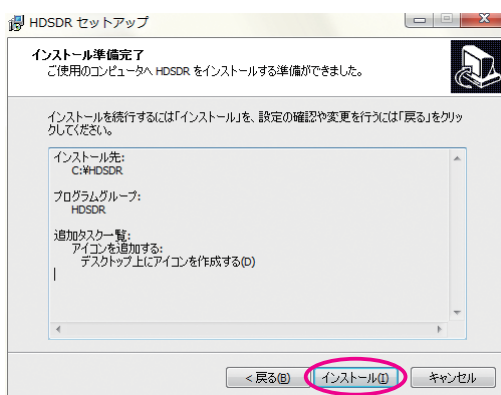 HDSDR セットアップ
インストール準備完了
ご使用のコンピュータへ HDSDR をインストールする準備ができました。
インストールを続行するには「インストール」を、設定の確認や変更を行うには「戻る」をクリッ
クしてください。
インストール先:
C:¥HDSDR
プログラムグループ:
HDSDR
追加タスク一覧:
アイコンを追加する:
デスクトップ上にアイコンを作成する(D)
< 戻る(B) インストール(I) キャンセル